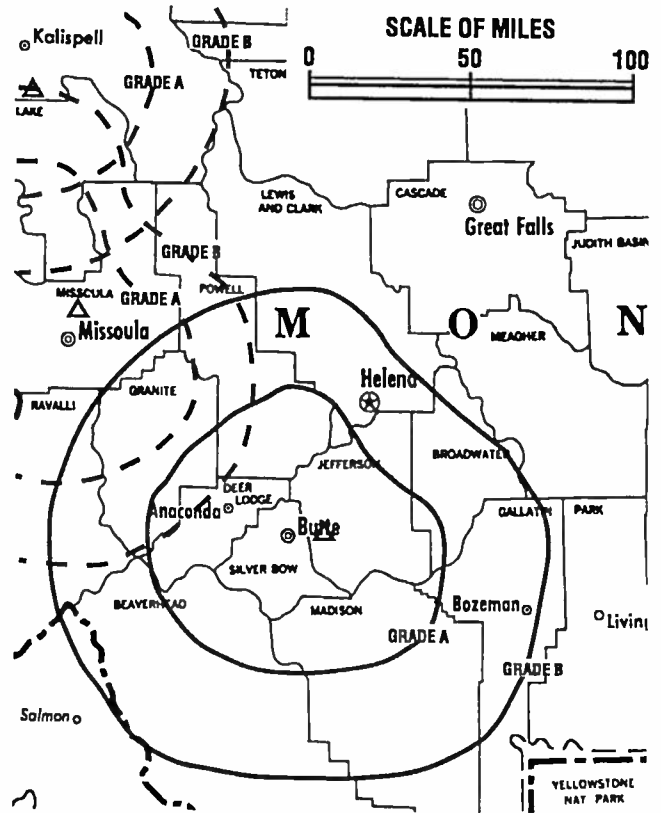 Kalispell
GRADE B
SCALE OF MILES
0 50 100
GRADE A
TETON
LAKE
LEWIS
AND CLARK
CASCADE
Great Falls
JUDITH BASIN
GRADE B
MISSCULA
GRADE A
POWELL
Missoula
M O N
MEAGHER
Helena
RAVALLI
GRANITE
JEFFERSON
BROADWATER
DEER
LODGE
Anaconda
GALLATIN
PARK
Butte
SILVER BOW
BEAVERHEAD
MADISON
Bozeman
Livin
GRADE A
GRADE B
Salmon
YELLOWSTONE
NAT PARK